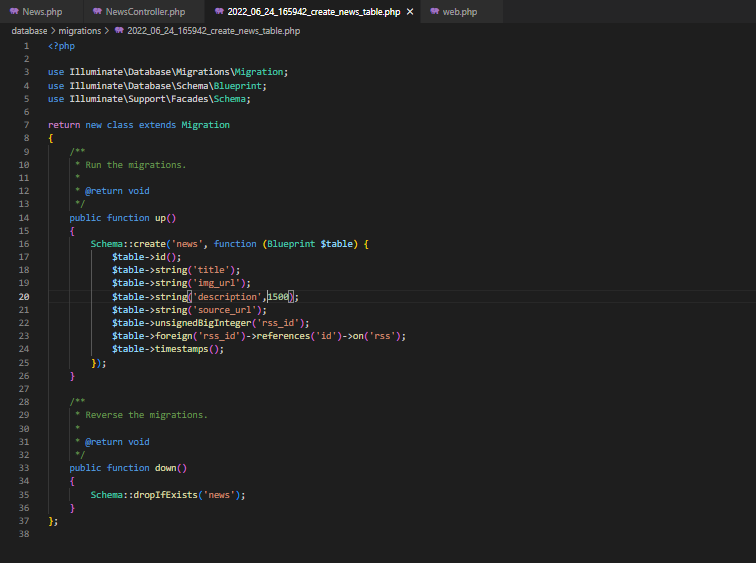 News.php NewsController.php 2022_06_24_165942_create_news_table.php × web.php
database > migrations > 2022_06_24_165942_create_news_table.php
1 <?php
2
3 use Illuminate\Database\Migrations\Migration;
4 use Illuminate\Database\Schema\Blueprint;
5 use Illuminate\Support\Facades\Schema;
6
7 return new class extends Migration
8 {
9 /**
10 * Run the migrations.
11 *
12 * @return void
13 */
14 public function up()
15 {
16 Schema::create('news', function (Blueprint $table) {
17 $table->id();
18 $table->string('title');
19 $table->string('img_url');
20 $table->string('description',1500);
21 $table->string('source_url');
22 $table->unsignedBigInteger('rss_id');
23 $table->foreign('rss_id')->references('id')->on('rss');
24 $table->timestamps();
25 });
26 }
27
28 /**
29 * Reverse the migrations.
30 *
31 * @return void
32 */
33 public function down()
34 {
35 Schema::dropIfExists('news');
36 }
37 };
38